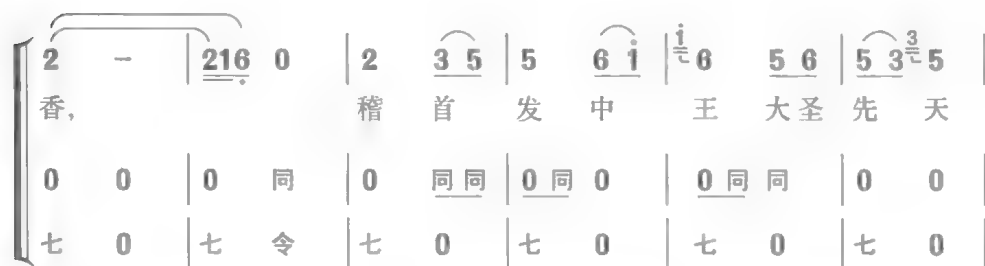 2 - | 216 0 | 2 3 5 | 5 6 i | i 6 5 6 | 5 3 3 5 |
香, 稽 首 发 中 王 大 圣 先 天
0 0 | 0 同 | 0 同 同 | 0 同 0 | 0 同 同 | 0 0 |
七 0 | 七 令 | 七 0 | 七 0 | 七 0 | 七 0 |